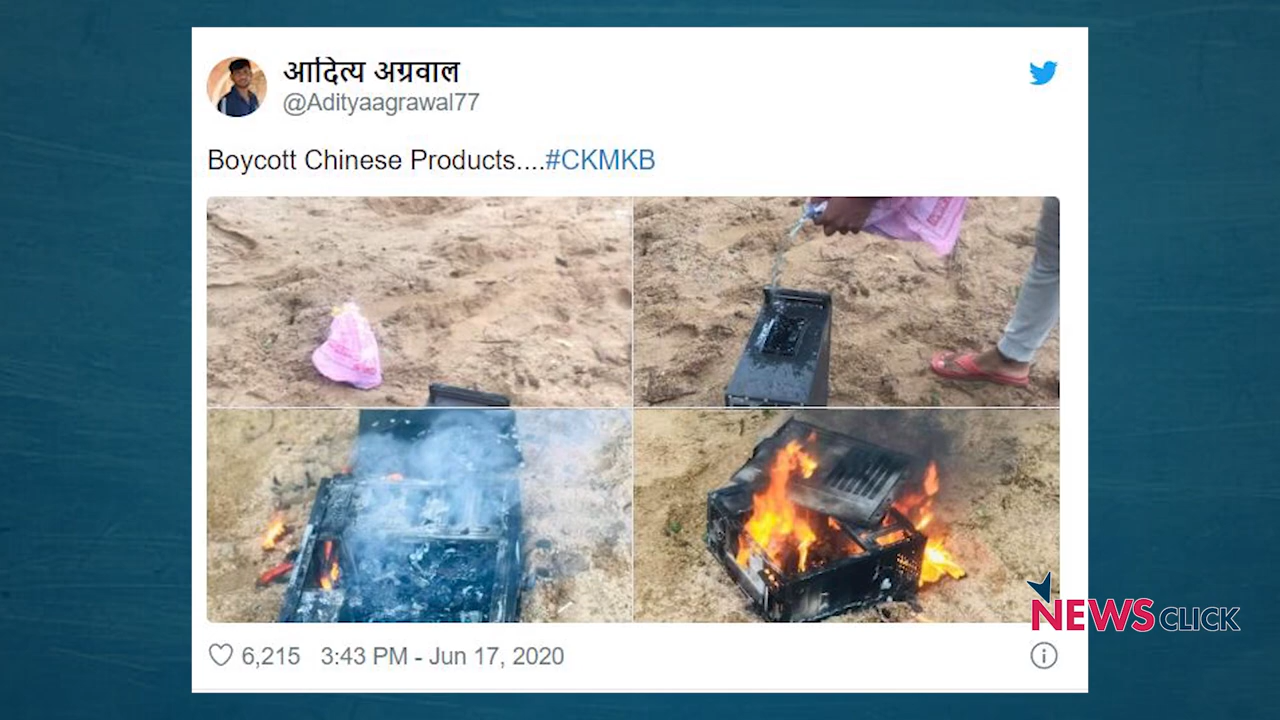 आदित्य अग्रवाल
@Adityaagrawal77
Boycott Chinese Products....#CKMKB
6,215 3:43 PM - Jun 17, 2020
NEWSCLICK